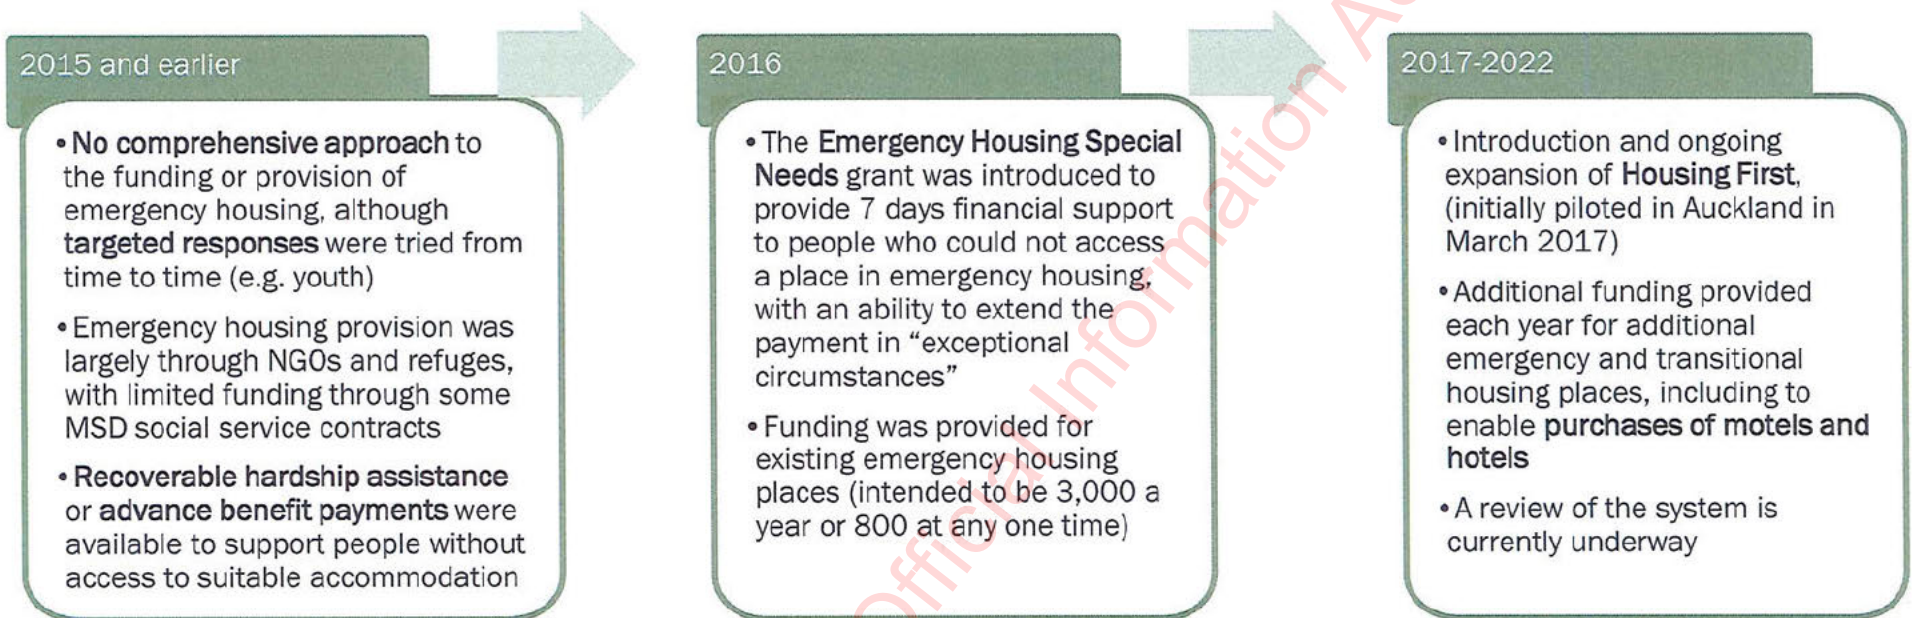 2015 and earlier
• No comprehensive approach to
the funding or provision of
emergency housing, although
targeted responses were tried from
time to time (e.g. youth)
• Emergency housing provision was
largely through NGOs and refuges,
with limited funding through some
MSD social service contracts
• Recoverable hardship assistance
or advance benefit payments were
available to support people without
access to suitable accommodation
2016
• The Emergency Housing Special
Needs grant was introduced to
provide 7 days financial support
to people who could not access
a place in emergency housing,
with an ability to extend the
payment in “exceptional
circumstances”
• Funding was provided for
existing emergency housing
places (intended to be 3,000 a
year or 800 at any one time)
2017-2022
• Introduction and ongoing
expansion of Housing First,
(initially piloted in Auckland in
March 2017)
• Additional funding provided
each year for additional
emergency and transitional
housing places, including to
enable purchases of motels and
hotels
• A review of the system is
currently underway
Official Information